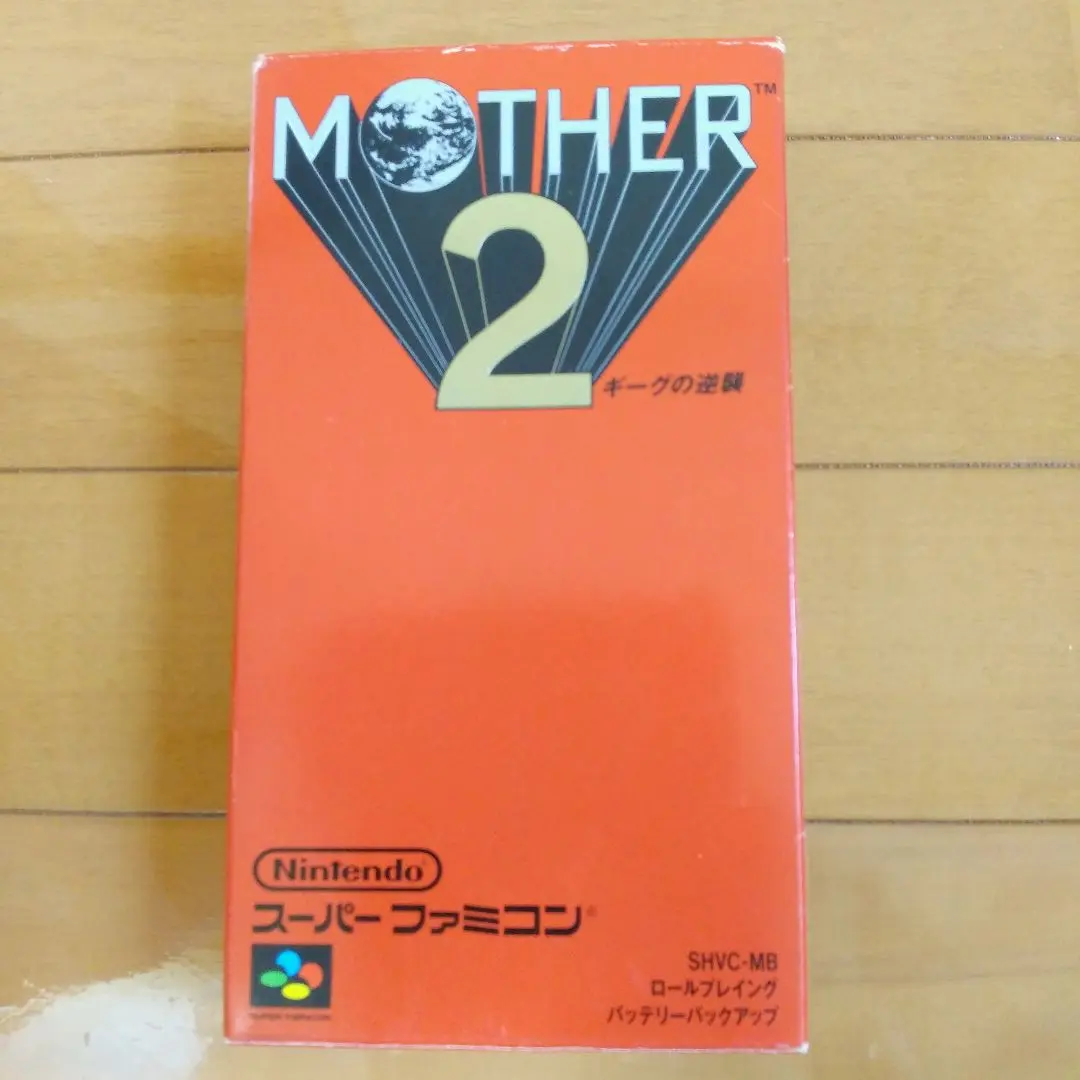 MOTHER™
2
ギーグの逆襲
Nintendo®
スーパーファミコン®
SUPER FAMICOM
SHVC-MB
ロールプレイング
バッテリーバックアップ